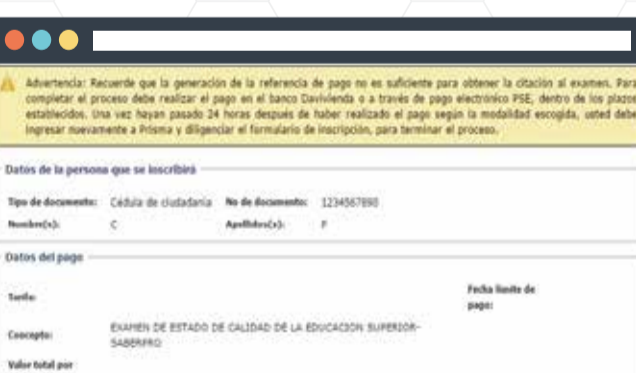 Advertencia: Recuerde que la generación de la referencia de pago no es suficiente para obtener la citación al examen. Para
completar el proceso debe realizar el pago en el banco Davivienda o a través de pago electrónico PSE, dentro de los plazos
establecidos. Una vez hayan pasado 24 horas después de haber realizado el pago según la modalidad escogida, usted debe
ingresar nuevamente a Prisma y diligenciar el formulario de inscripción, para terminar el proceso.
Datos de la persona que se inscribirá
Tipo de documento: Cédula de ciudadanía No de documento: 1234567890
Nombre(s): C Apellidos(s): P
Datos del pago
Tarifa: Fecha límite de
pago:
Concepto: EXAMEN DE ESTADO DE CALIDAD DE LA EDUCACION SUPERIOR-
SABERPRO
Valor total por